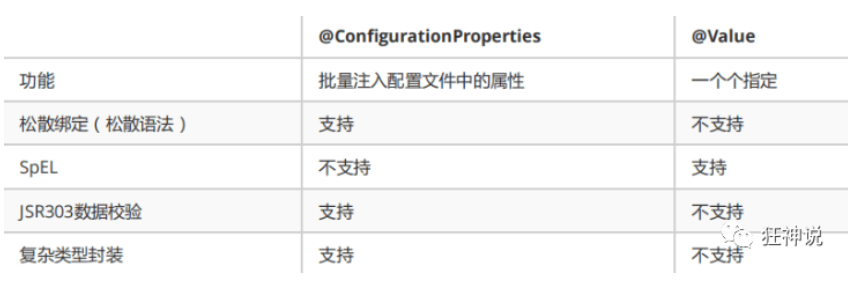 @ConfigurationProperties @Value
功能 批量注入配置文件中的属性 一个个指定
松散绑定（松散语法） 支持 不支持
SpEL 不支持 支持
JSR303数据校验 支持 不支持
复杂类型封装 支持 不支持
狂神说